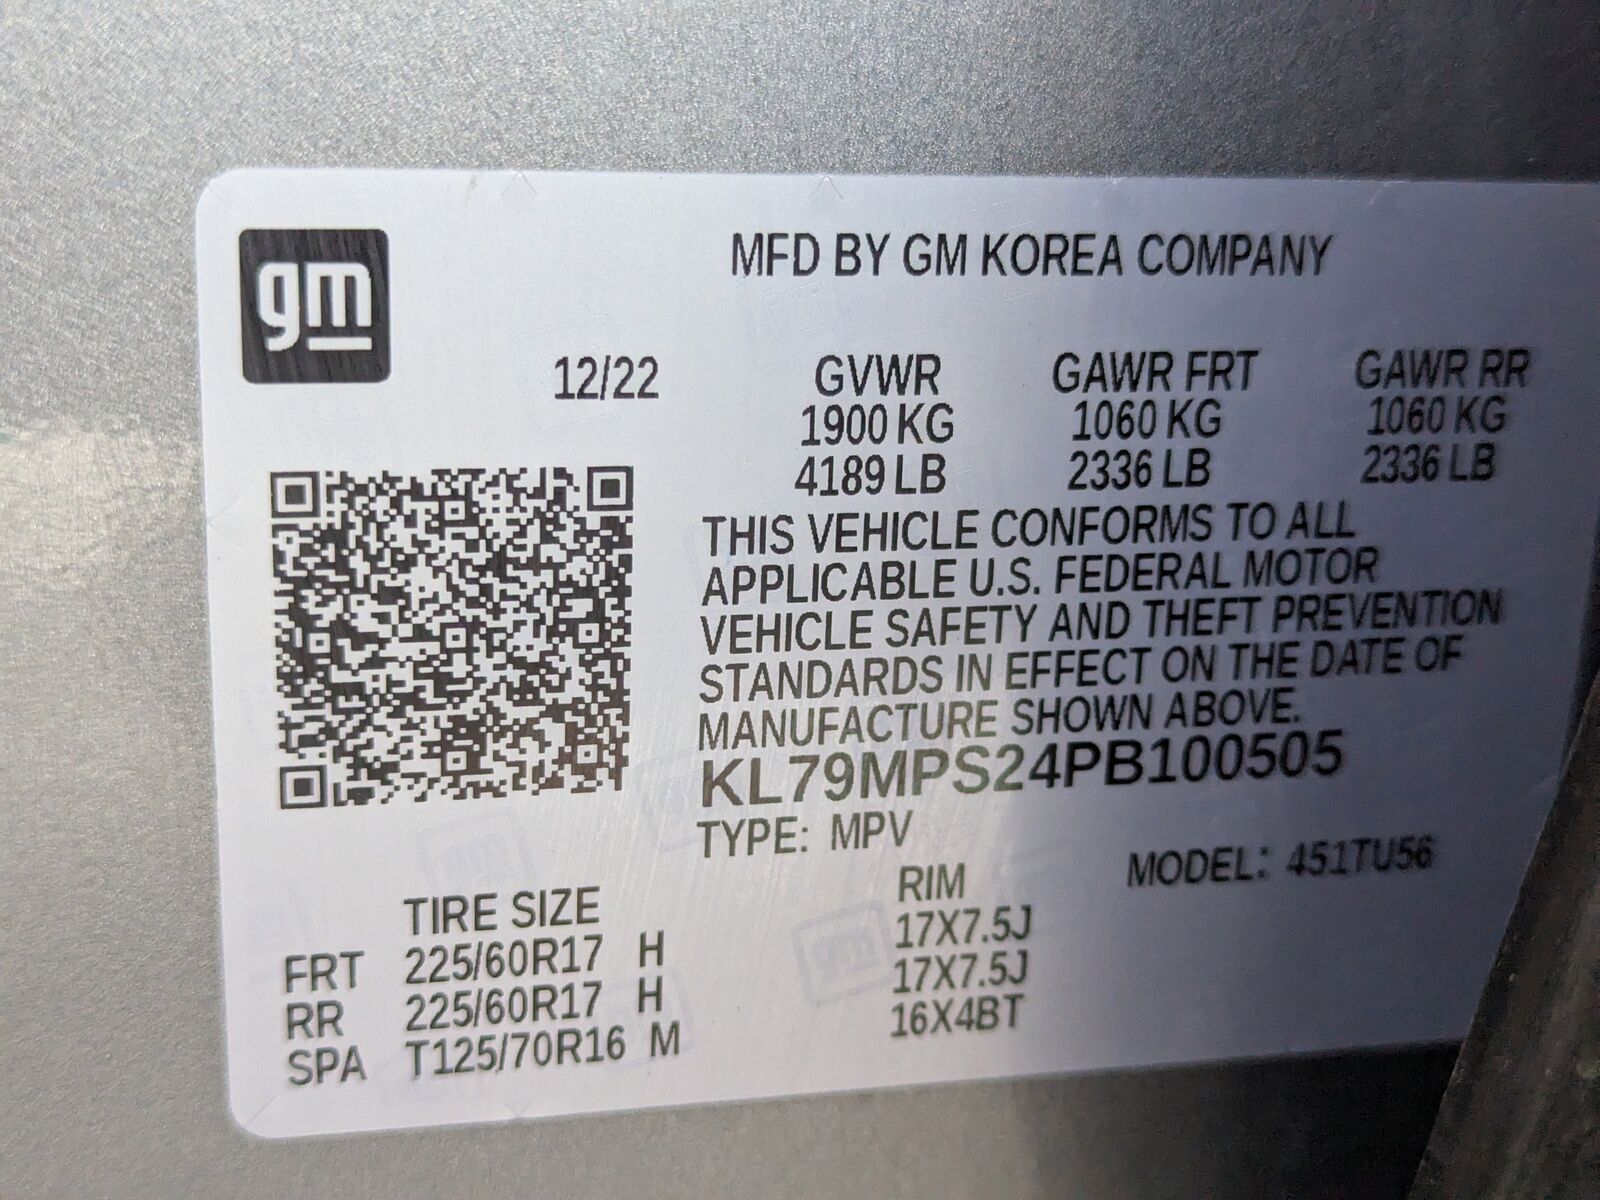 gm
MFD BY GM KOREA COMPANY
12/22 GVWR GAWR FRT GAWR RR
1900 KG 1060 KG 1060 KG
4189 LB 2336 LB 2336 LB
THIS VEHICLE CONFORMS TO ALL
APPLICABLE U.S. FEDERAL MOTOR
VEHICLE SAFETY AND THEFT PREVENTION
STANDARDS IN EFFECT ON THE DATE OF
MANUFACTURE SHOWN ABOVE.
KL79MPS24PB100505
TYPE: MPV MODEL: 451TU56
TIRE SIZE RIM
FRT 225/60R17 H 17X7.5J
RR 225/60R17 H 17X7.5J
SPA T125/70R16 M 16X4BT